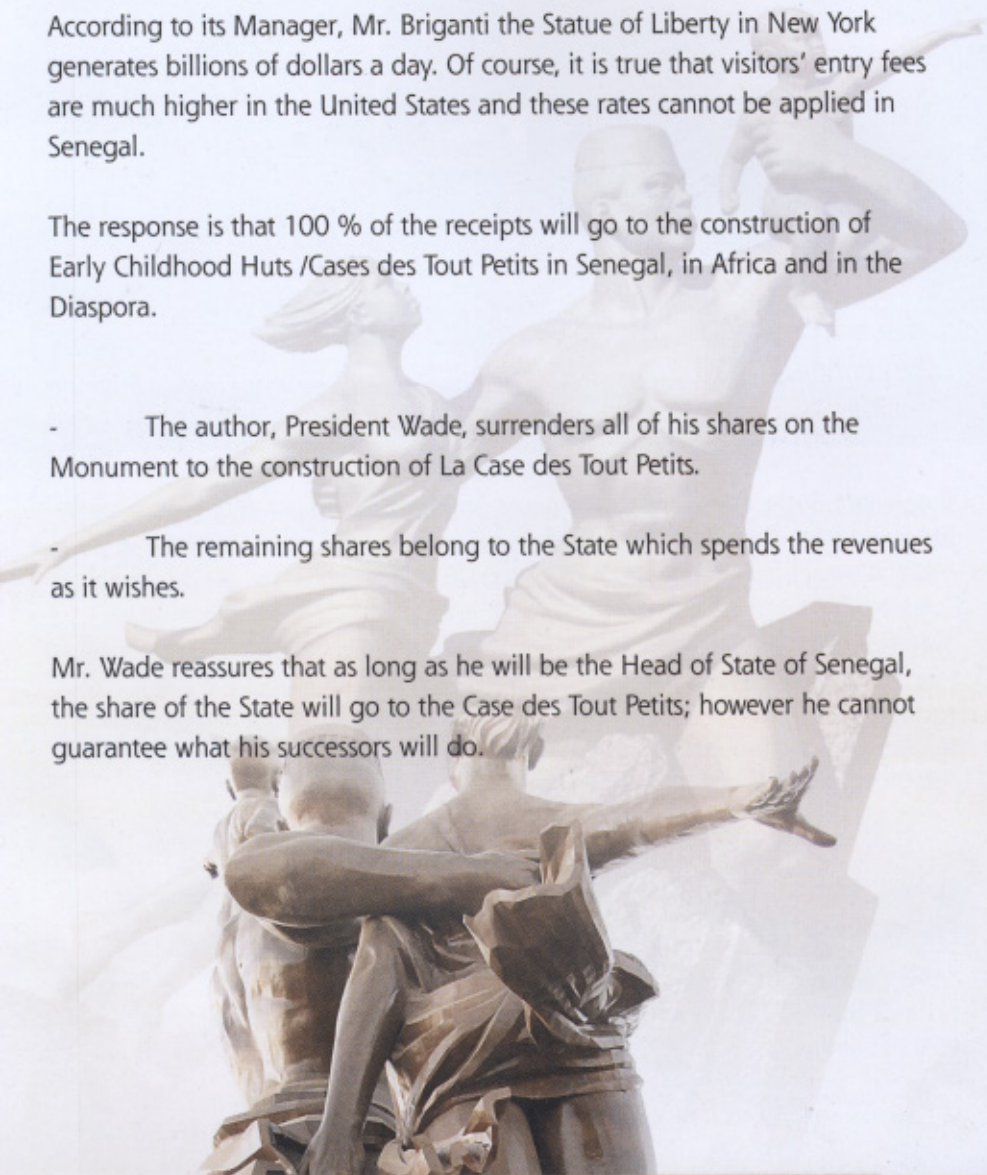 According to its Manager, Mr. Briganti the Statue of Liberty in New York
generates billions of dollars a day. Of course, it is true that visitors' entry fees
are much higher in the United States and these rates cannot be applied in
Senegal.
The response is that 100 % of the receipts will go to the construction of
Early Childhood Huts /Cases des Tout Petits in Senegal, in Africa and in the
Diaspora.
- The author, President Wade, surrenders all of his shares on the
Monument to the construction of La Case des Tout Petits.
- The remaining shares belong to the State which spends the revenues
as it wishes.
Mr. Wade reassures that as long as he will be the Head of State of Senegal,
the share of the State will go to the Case des Tout Petits; however he cannot
guarantee what his successors will do.